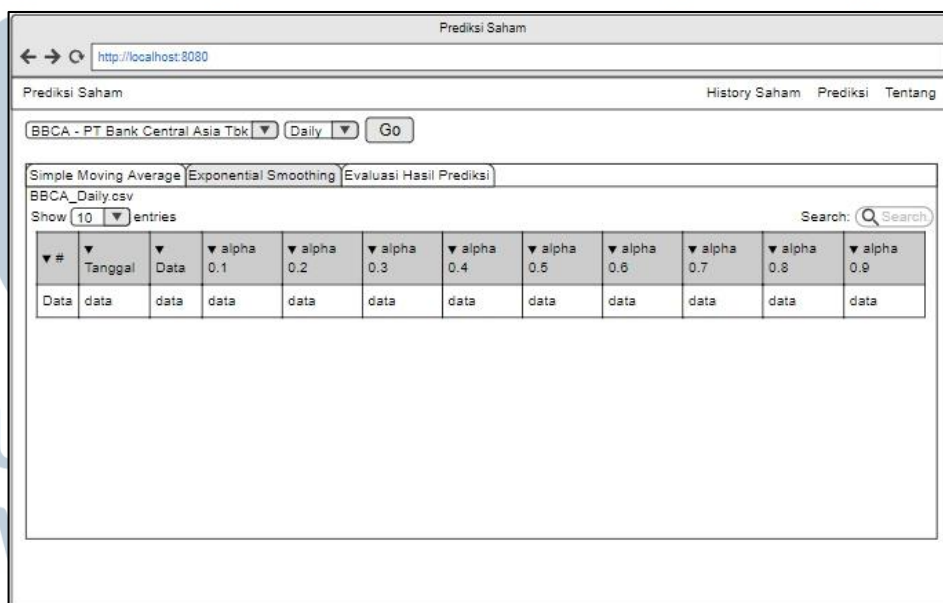 Prediksi Saham
http://localhost:8080
Prediksi Saham History Saham Prediksi Tentang
BBCA - PT Bank Central Asia Tbk Daily Go
Simple Moving Average Exponential Smoothing Evaluasi Hasil Prediksi
BBCA_Daily.csv
Show 10 entries Search: Search
# Tanggal Data alpha 0.1 alpha 0.2 alpha 0.3 alpha 0.4 alpha 0.5 alpha 0.6 alpha 0.7 alpha 0.8 alpha 0.9
Data data data data data data data data data data data data